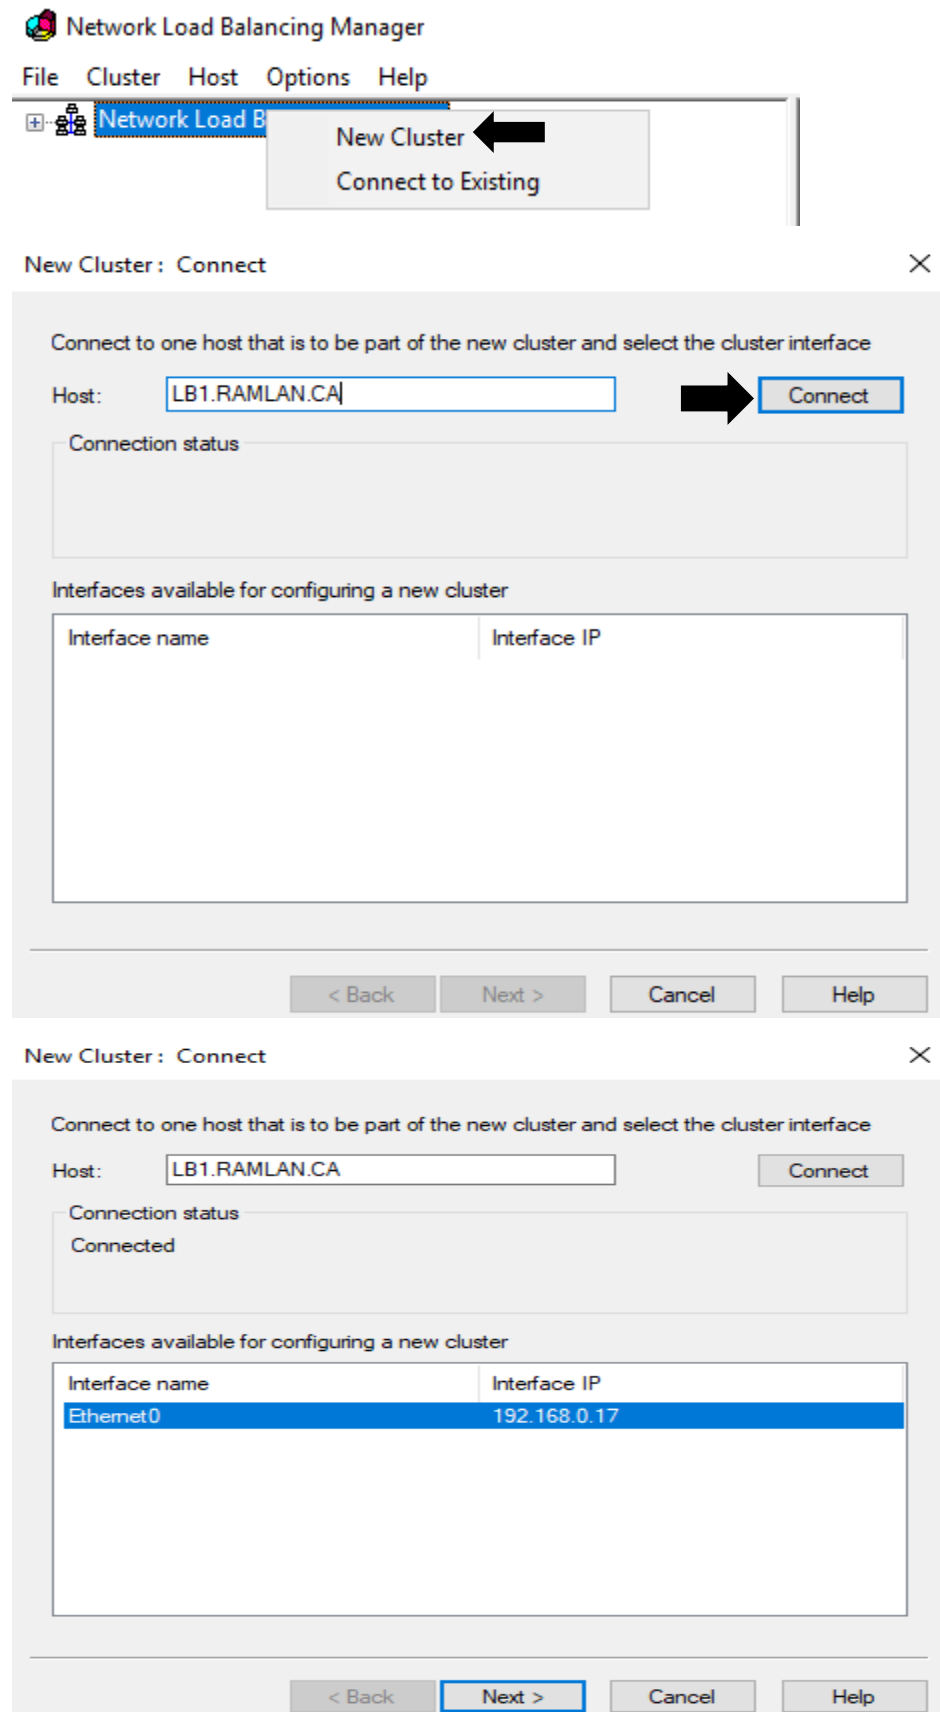 Network Load Balancing Manager
File Cluster Host Options Help
Network Load B
New Cluster
Connect to Existing
New Cluster : Connect
Connect to one host that is to be part of the new cluster and select the cluster interface
Host: LB1.RAMLAN.CA Connect
Connection status
Interfaces available for configuring a new cluster
Interface name Interface IP
< Back Next > Cancel Help
New Cluster : Connect
Connect to one host that is to be part of the new cluster and select the cluster interface
Host: LB1.RAMLAN.CA Connect
Connection status
Connected
Interfaces available for configuring a new cluster
Interface name Interface IP
Ethernet0 192.168.0.17
< Back Next > Cancel Help